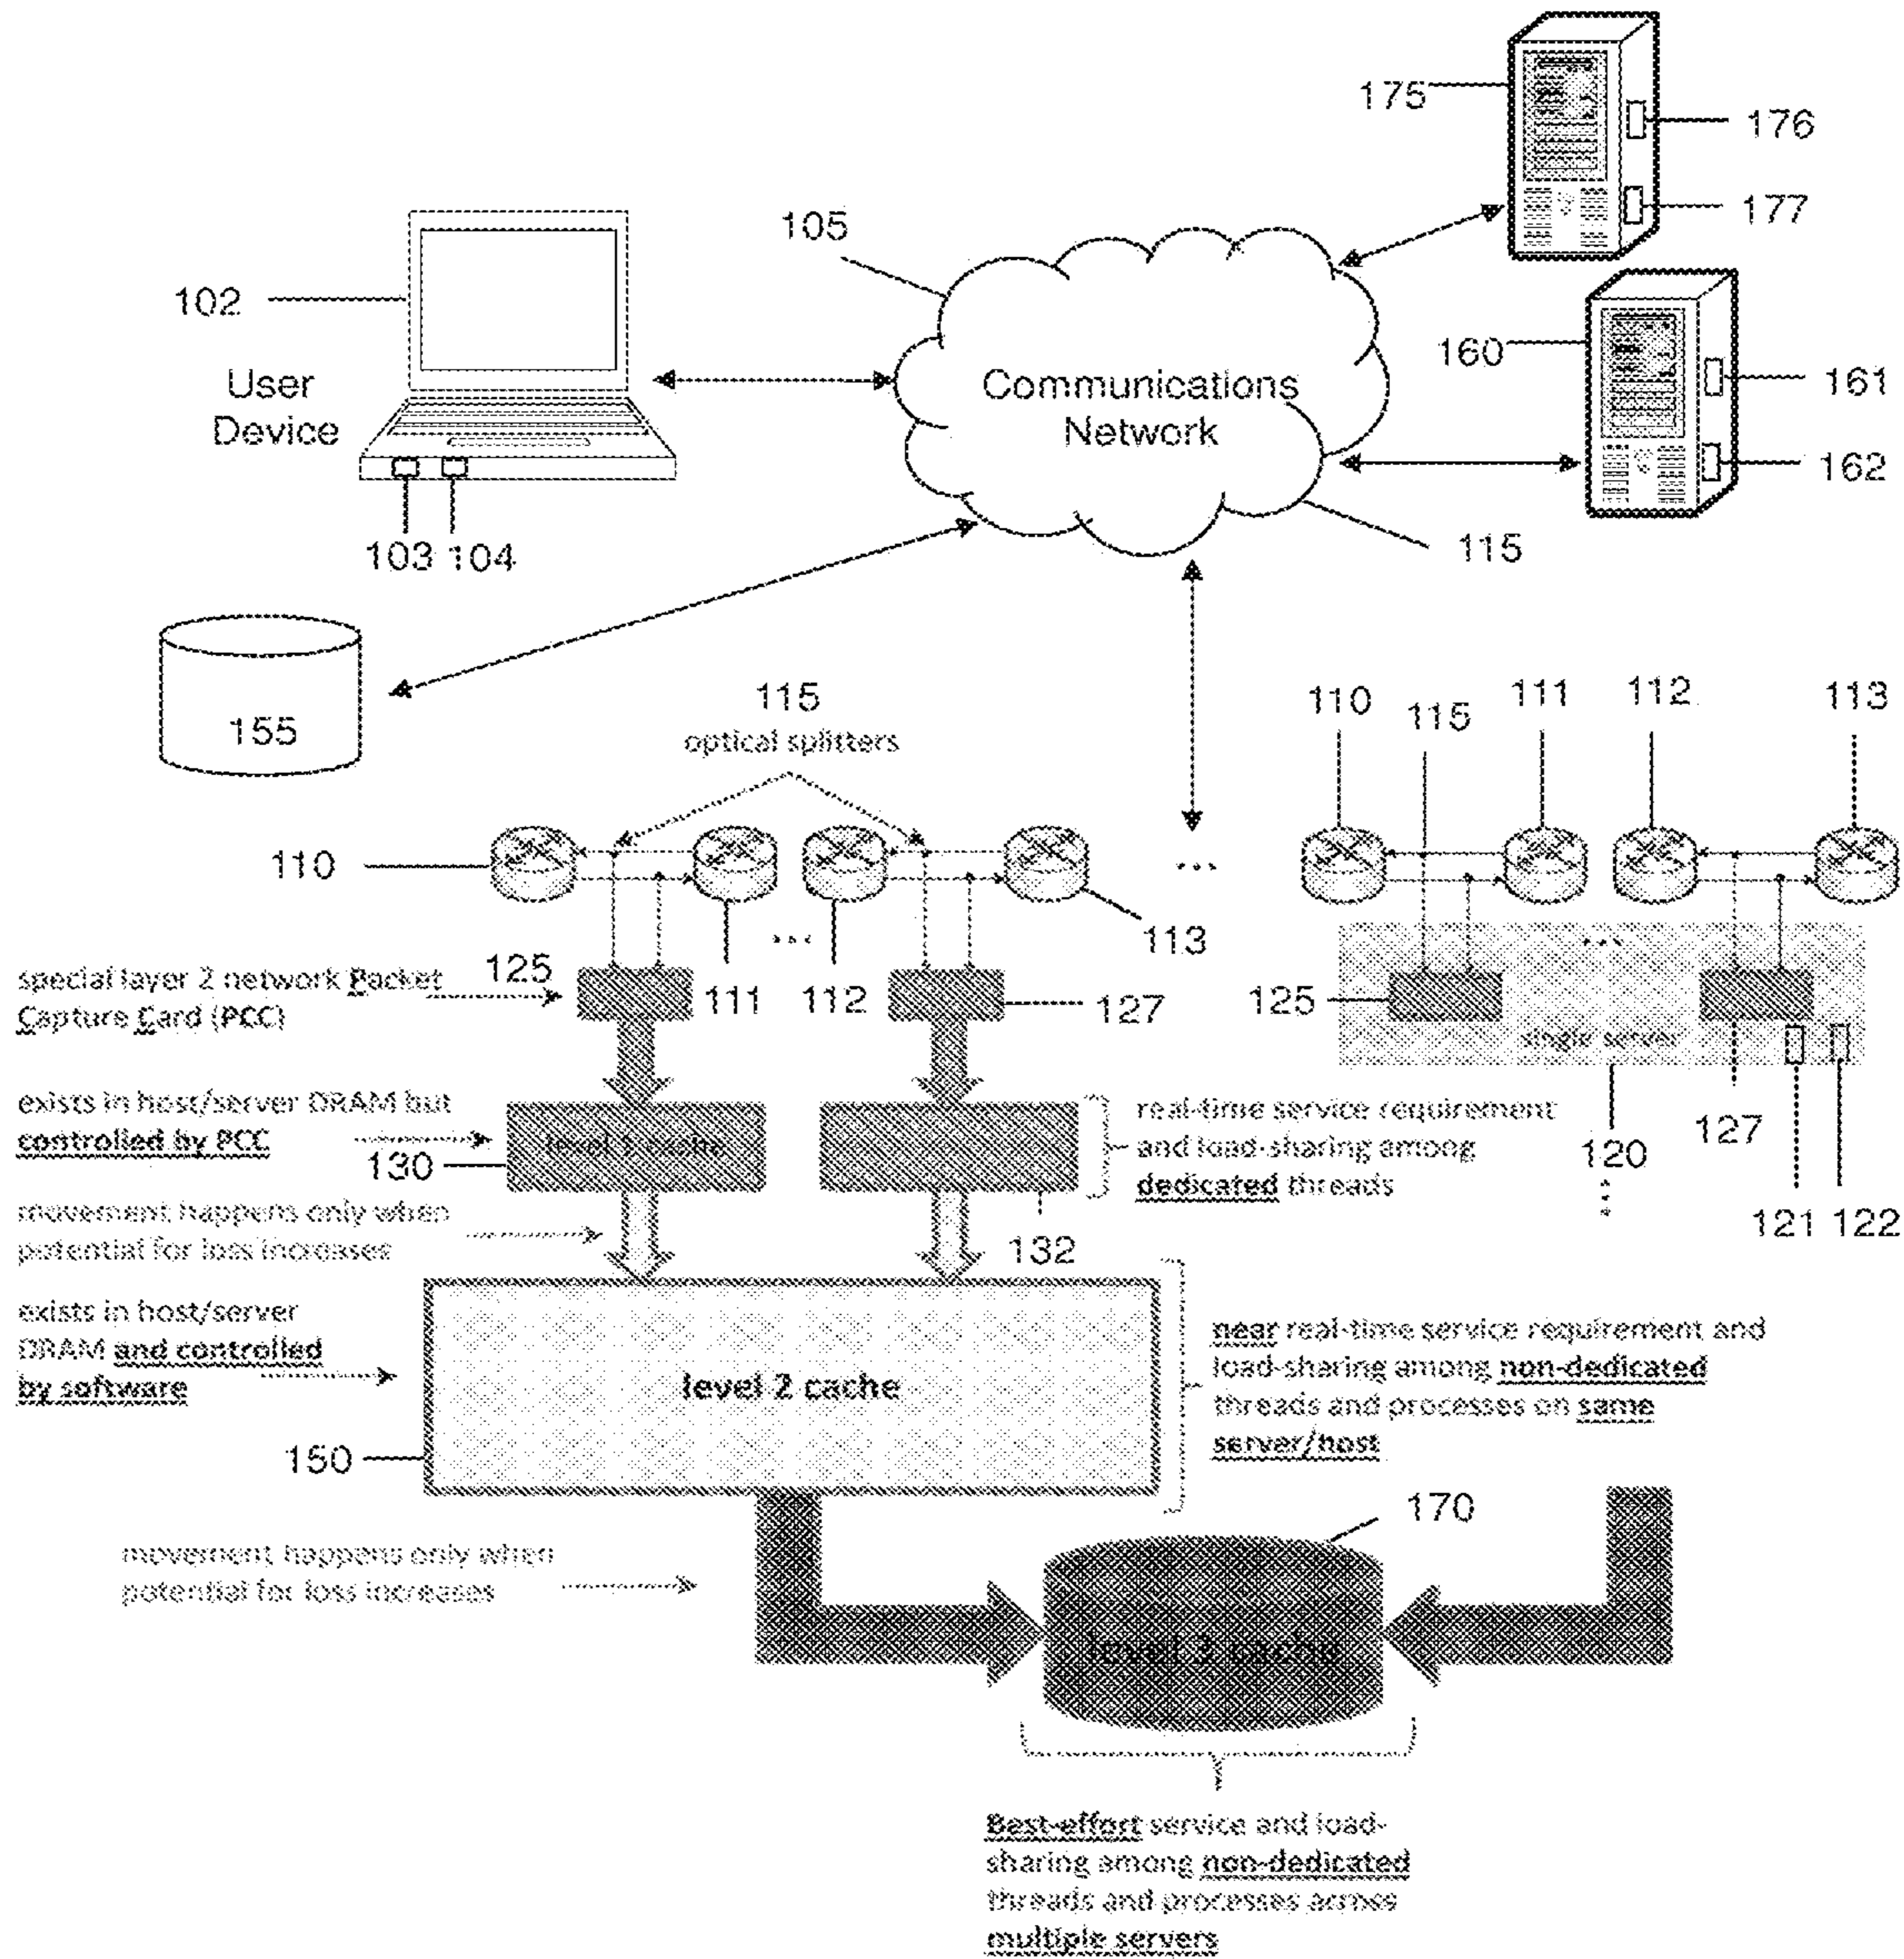 175
176
177
105
102
User
Device
Communications
Network
160
161
162
103 104
115
155
115
optical splitters
110
115
111
112
113
110
113
special layer 2 network Packet
Capture Card (PCC)
125
111
112
127
125
single server
exists in host/server DRAM but
controlled by PCC
130
level 1 cache
real-time service requirement
and load-sharing among
dedicated threads
120
127
121
122
movement happens only when
potential for loss increases
132
exists in host/server
DRAM and controlled
by software
level 2 cache
near real-time service requirement and
load-sharing among non-dedicated
threads and processes on same
server/host
150
170
movement happens only when
potential for loss increases
level 3 cache
Best-effort service and load-
sharing among non-dedicated
threads and processes across
multiple servers